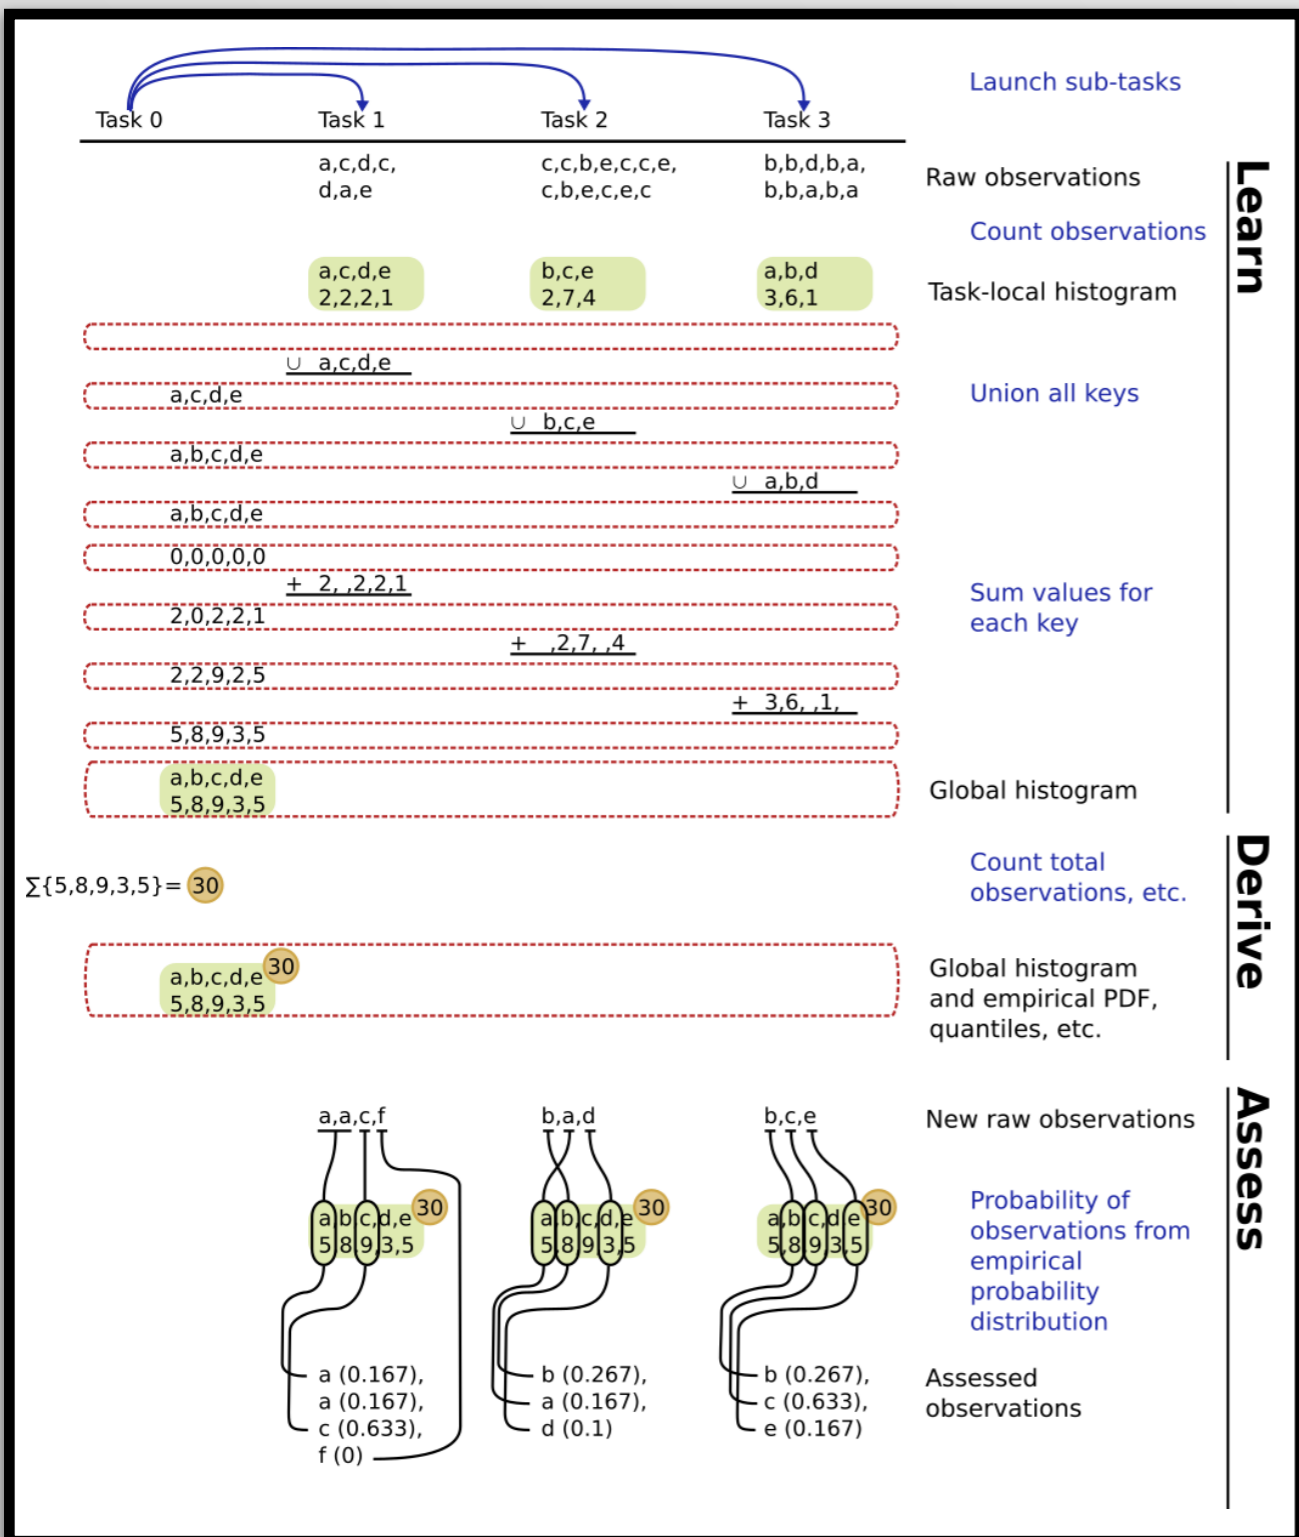 Launch sub-tasks
Task 0 Task 1 Task 2 Task 3
a,c,d,c, c,c,b,e,c,c,e, b,b,d,b,a,
d,a,e c,b,e,c,e,c b,b,a,b,a
Raw observations
Count observations
a,c,d,e b,c,e a,b,d
2,2,2,1 2,7,4 3,6,1
Task-local histogram
∪ a,c,d,e
a,c,d,e
Union all keys
∪ b,c,e
a,b,c,d,e
∪ a,b,d
a,b,c,d,e
0,0,0,0,0
+ 2, ,2,2,1
Sum values for
each key
2,0,2,2,1
+ ,2,7, ,4
2,2,9,2,5
+ 3,6, ,1,
5,8,9,3,5
a,b,c,d,e
5,8,9,3,5
Global histogram
Learn
Count total
observations, etc.
∑{5,8,9,3,5}= 30
30
a,b,c,d,e
5,8,9,3,5
Global histogram
and empirical PDF,
quantiles, etc.
Derive
a,a,c,f b,a,d b,c,e
New raw observations
30 30 30
a,b,c,d,e a,b,c,d,e a,b,c,d,e
5,8,9,3,5 5,8,9,3,5 5,8,9,3,5
Probability of
observations from
empirical
probability
distribution
a (0.167), b (0.267), b (0.267),
a (0.167), a (0.167), c (0.633),
c (0.633), d (0.1) e (0.167)
f (0)
Assessed
observations
Assess